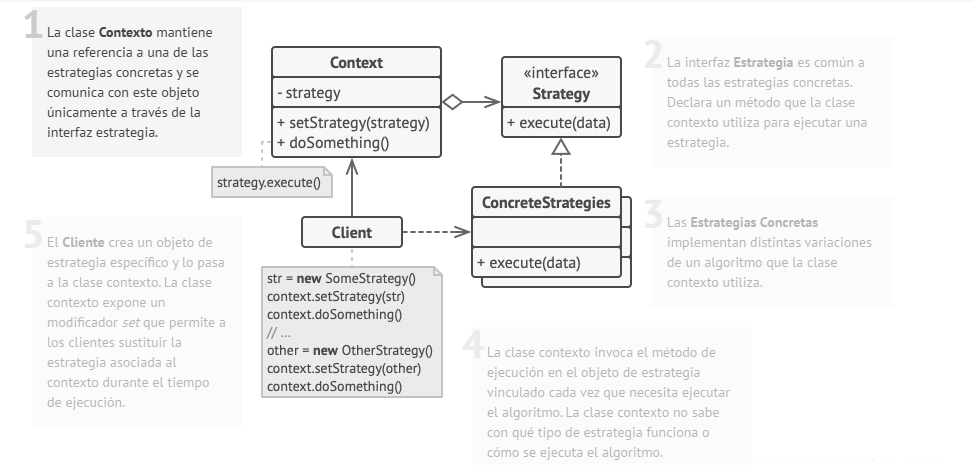 1
La clase Contexto mantiene
una referencia a una de las
estrategias concretas y se
comunica con este objeto
únicamente a través de la
interfaz estrategia.
Context
- strategy
+ setStrategy(strategy)
+ doSomething()
strategy.execute()
«interface»
Strategy
+ execute(data)
2
La interfaz Estrategia es común a
todas las estrategias concretas.
Declara un método que la clase
contexto utiliza para ejecutar una
estrategia.
ConcreteStrategies
+ execute(data)
3
Las Estrategias Concretas
implementan distintas variaciones
de un algoritmo que la clase
contexto utiliza.
Client
str = new SomeStrategy()
context.setStrategy(str)
context.doSomething()
// ...
other = new OtherStrategy()
context.setStrategy(other)
context.doSomething()
5
El Cliente crea un objeto de
estrategia específico y lo pasa
a la clase contexto. La clase
contexto expone un
modificador set que permite a
los clientes sustituir la
estrategia asociada al
contexto durante el tiempo
de ejecución.
4
La clase contexto invoca el método de
ejecución en el objeto de estrategia
vinculado cada vez que necesita ejecutar
el algoritmo. La clase contexto no sabe
con qué tipo de estrategia funciona o
cómo se ejecuta el algoritmo.